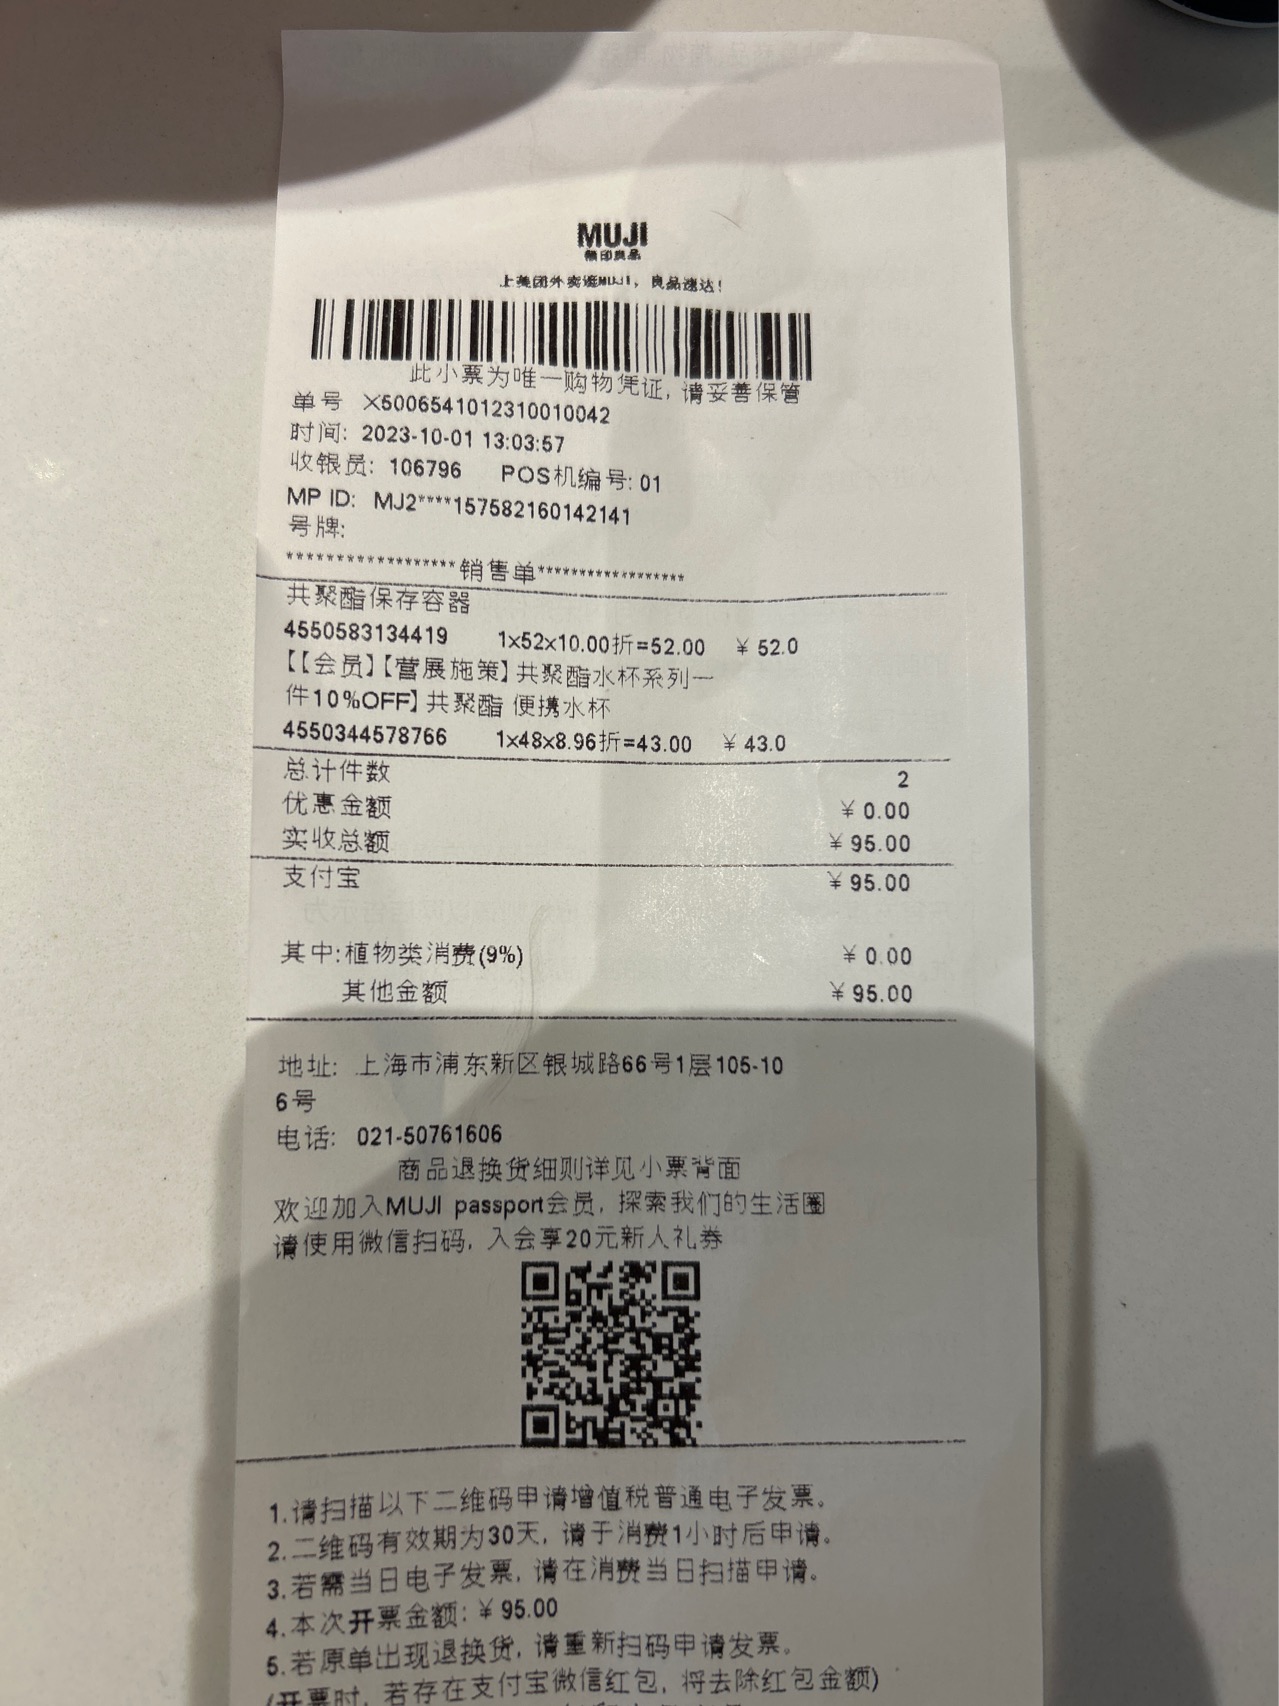 MUJI
無印良品
上美团外卖逛MUJI，良品速达！
此小票为唯一购物凭证，请妥善保管
单号 X5006541012310010042
时间: 2023-10-01 13:03:57
收银员: 106796 POS机编号: 01
MP ID: MJ2****157582160142141
号牌:
******************销售单******************
共聚酯保存容器
4550583134419 1x52x10.00折=52.00 ￥52.0
【【会员】【营展施策】共聚酯水杯系列一
件10%OFF】共聚酯 便携水杯
4550344578766 1x48x8.96折=43.00 ￥43.0
总计件数 2
优惠金额 ￥0.00
实收总额 ￥95.00
支付宝 ￥95.00
其中:植物类消费(9%) ￥0.00
其他金额 ￥95.00
地址: 上海市浦东新区银城路66号1层105-10
6号
电话: 021-50761606
商品退换货细则详见小票背面
欢迎加入MUJI passport会员，探索我们的生活圈
请使用微信扫码，入会享20元新人礼券
1.请扫描以下二维码申请增值税普通电子发票。
2.二维码有效期为30天，请于消费1小时后申请。
3.若需当日电子发票，请在消费当日扫描申请。
4.本次开票金额: ￥95.00
5.若原单出现退换货，请重新扫码申请发票。
(开票时，若存在支付宝微信红包，将去除红包金额)